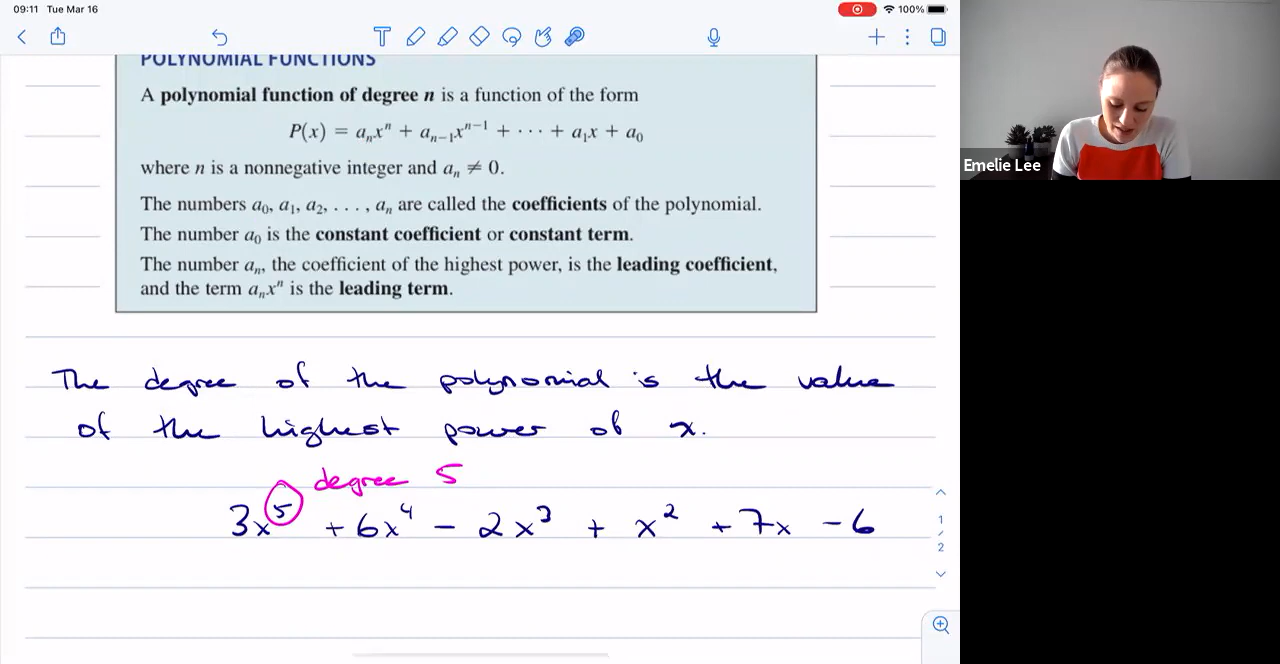 09:11 Tue Mar 16
100%
POLYNOMIAL FUNCTIONS
A polynomial function of degree n is a function of the form
P(x) = aₙxⁿ + aₙ₋₁xⁿ⁻¹ + · · · + a₁x + a₀
where n is a nonnegative integer and aₙ ≠ 0.
The numbers a₀, a₁, a₂, . . . , aₙ are called the coefficients of the polynomial.
The number a₀ is the constant coefficient or constant term.
The number aₙ, the coefficient of the highest power, is the leading coefficient,
and the term aₙxⁿ is the leading term.
The degree of the polynomial is the value
of the highest power of x.
degree 5
3x⁵ + 6x⁴ - 2x³ + x² + 7x - 6
1
/
2
Emelie Lee